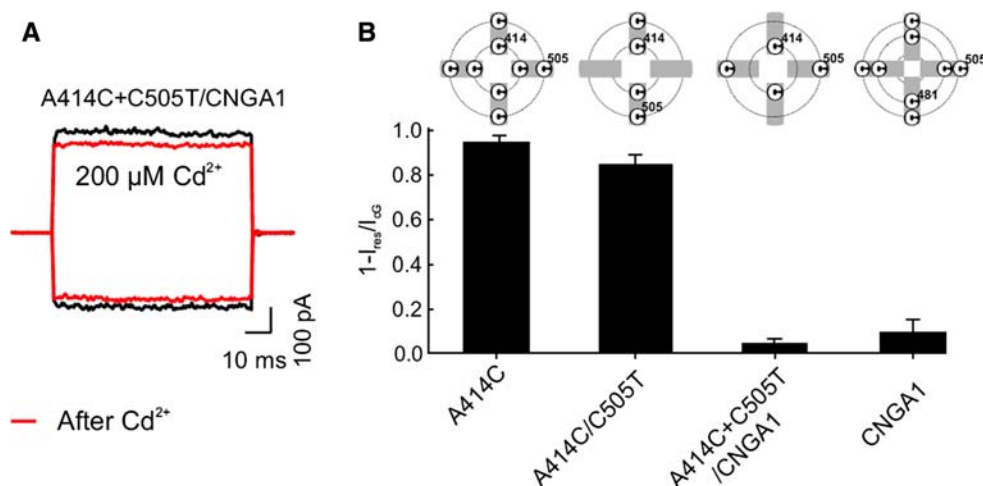 A
A414C+C505T/CNGA1
200 µM Cd²⁺
100 pA
10 ms
After Cd²⁺
B
C
C 414
C C C C 505
C
C
C
C 414
C
C 505
C 414
C C 505
C
C
C
C C C C 505
C 481
C
1-Ires/IcG
1.0
0.8
0.6
0.4
0.2
0.0
A414C
A414C/C505T
A414C+C505T
/CNGA1
CNGA1